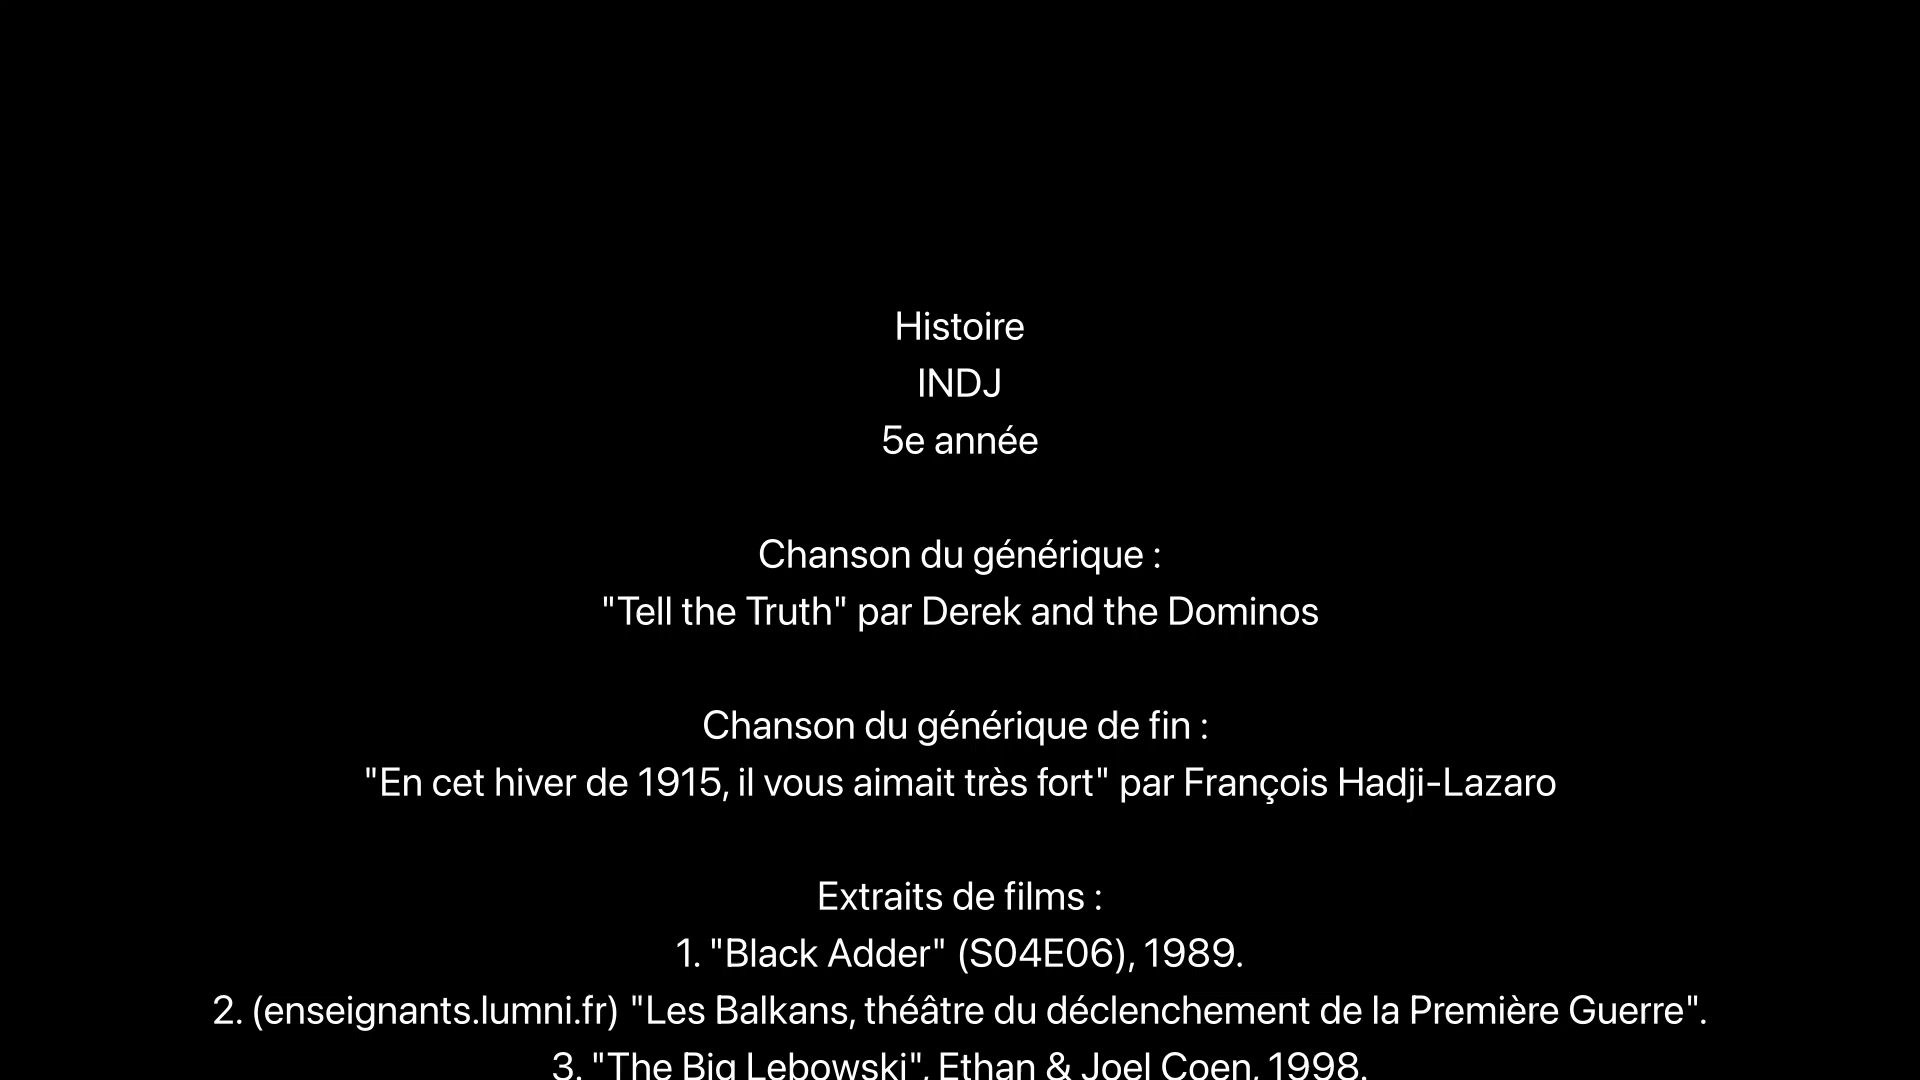 Histoire
INDJ
5e année
Chanson du générique :
"Tell the Truth" par Derek and the Dominos
Chanson du générique de fin :
"En cet hiver de 1915, il vous aimait très fort" par François Hadji-Lazaro
Extraits de films :
1. "Black Adder" (S04E06), 1989.
2. (enseignants.lumni.fr) "Les Balkans, théâtre du déclenchement de la Première Guerre".
3. "The Big Lebowski", Ethan & Joel Coen, 1998.